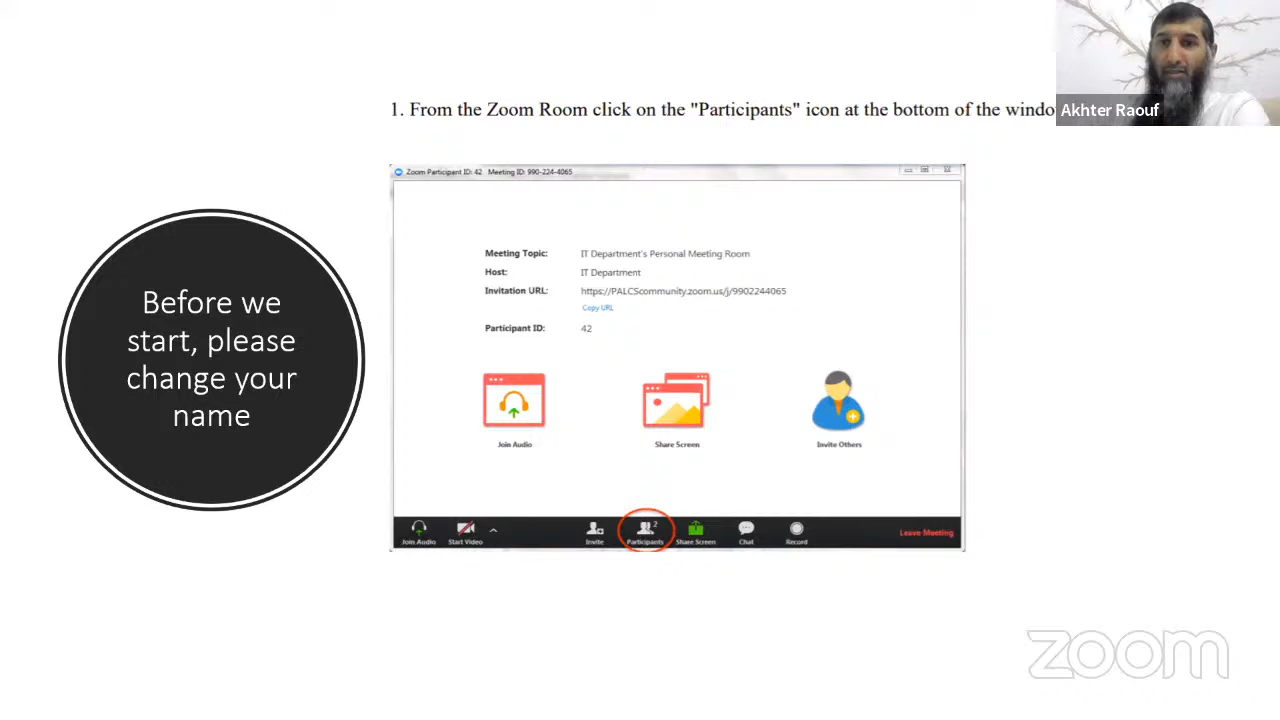 1. From the Zoom Room click on the "Participants" icon at the bottom of the
Akhter Raouf
Zoom Participant ID: 42 Meeting ID: 990-224-4065
Before we
start, please
change your
name
Meeting Topic: IT Department's Personal Meeting Room
Host: IT Department
Invitation URL: https://PALCScommunity.zoom.us/j/9902244065
Copy URL
Participant ID: 42
Join Audio Share Screen Invite Others
2
Join Audio Start Video Invite Participants Share Screen Chat Record Leave Meeting
zoom